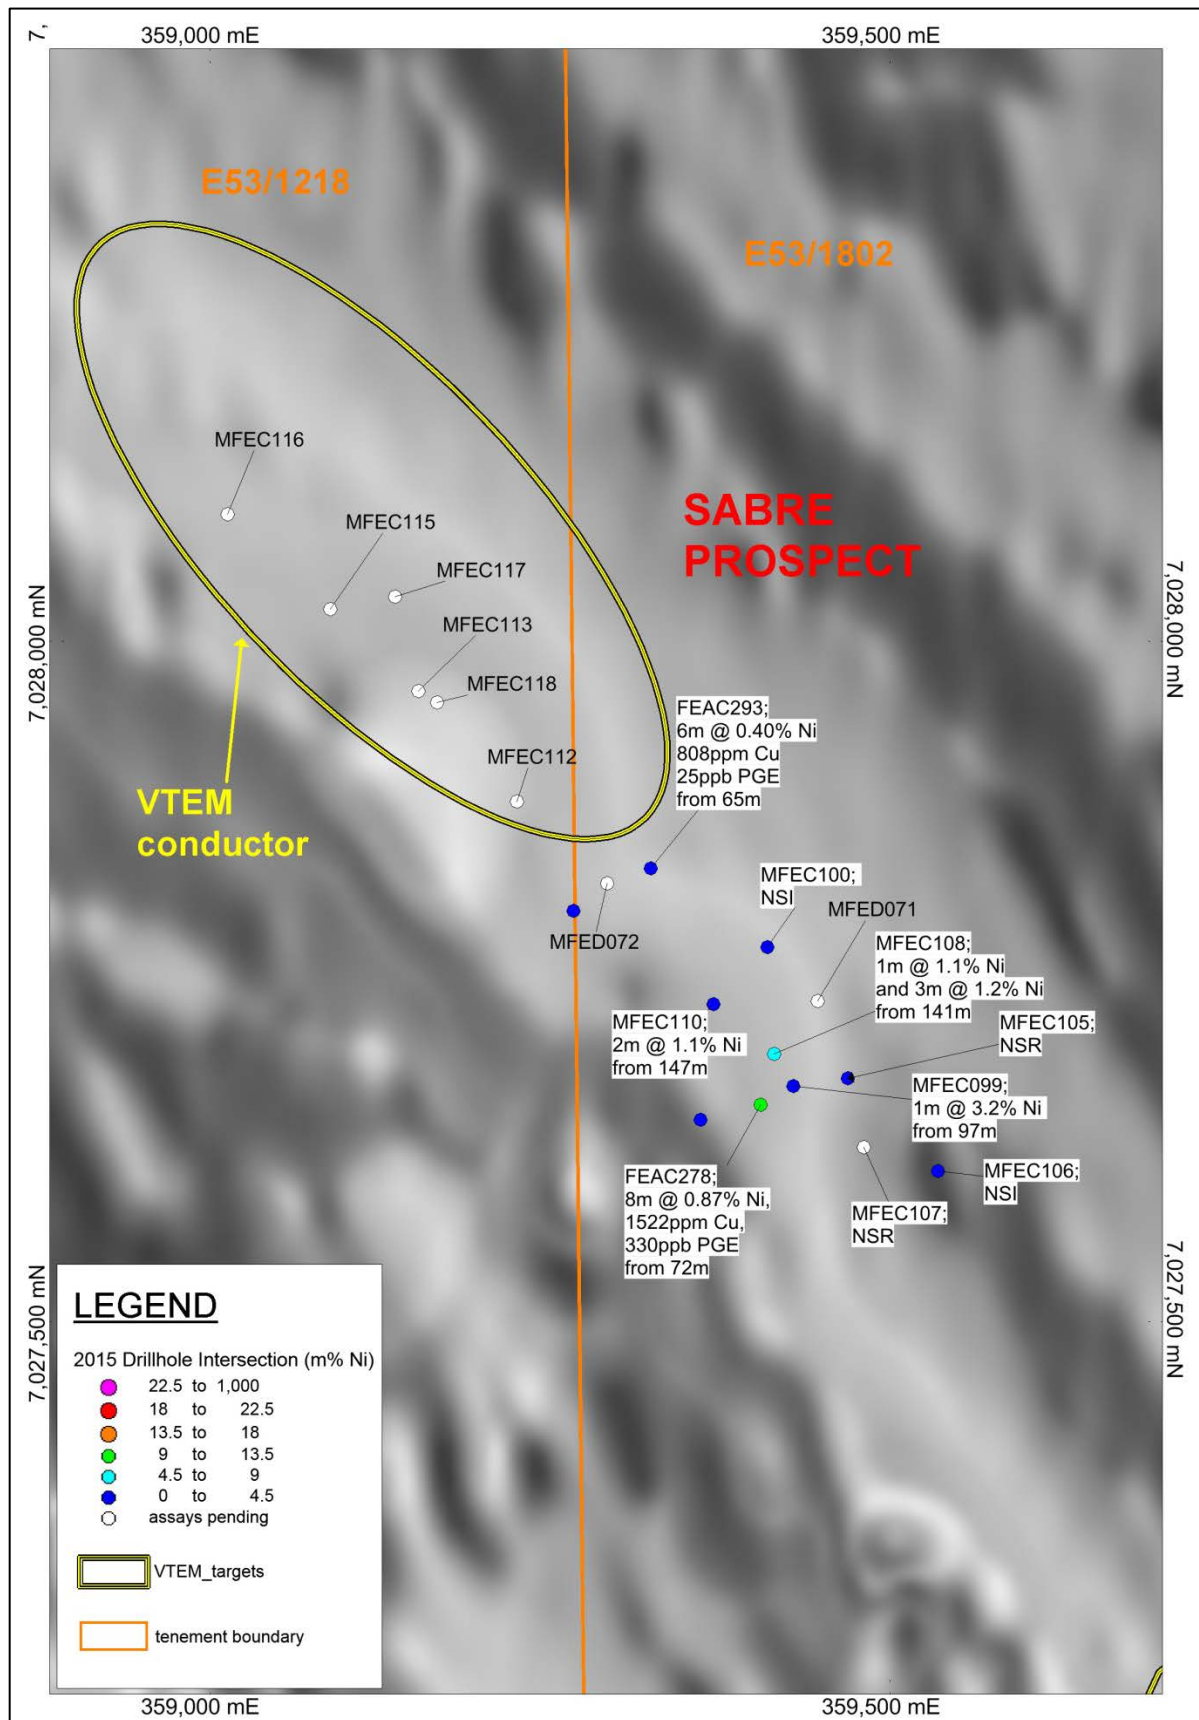 7,
359,000 mE
359,500 mE
E53/1218
E53/1802
MFEC116
SABRE
PROSPECT
MFEC115
MFEC117
7,028,000 mN
7,028,000 mN
MFEC113
MFEC118
FEAC293;
6m @ 0.40% Ni
808ppm Cu
25ppb PGE
from 65m
MFEC112
VTEM
conductor
MFEC100;
NSI
MFED071
MFED072
MFEC108;
1m @ 1.1% Ni
and 3m @ 1.2% Ni
from 141m
MFEC110;
2m @ 1.1% Ni
from 147m
MFEC105;
NSR
MFEC099;
1m @ 3.2% Ni
from 97m
FEAC278;
8m @ 0.87% Ni,
1522ppm Cu,
330ppb PGE
from 72m
MFEC106;
NSI
MFEC107;
NSR
7,027,500 mN
7,027,500 mN
LEGEND
2015 Drillhole Intersection (m% Ni)
22.5 to 1,000
18 to 22.5
13.5 to 18
9 to 13.5
4.5 to 9
0 to 4.5
assays pending
VTEM_targets
tenement boundary
359,000 mE
359,500 mE